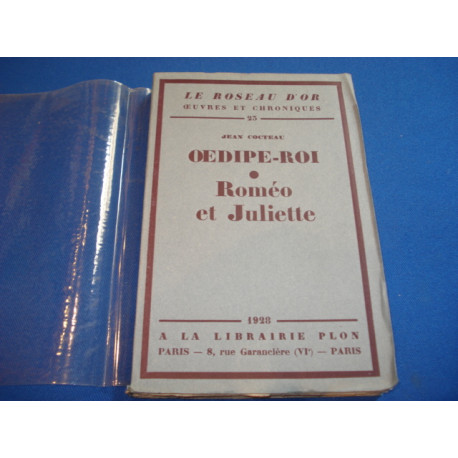 LE ROSEAU D'OR
ŒUVRES ET CHRONIQUES
25
JEAN COCTEAU
ŒDIPE-ROI
•
Roméo
et Juliette
1928
A LA LIBRAIRIE PLON
PARIS — 8, rue Garancière (VIe) — PARIS